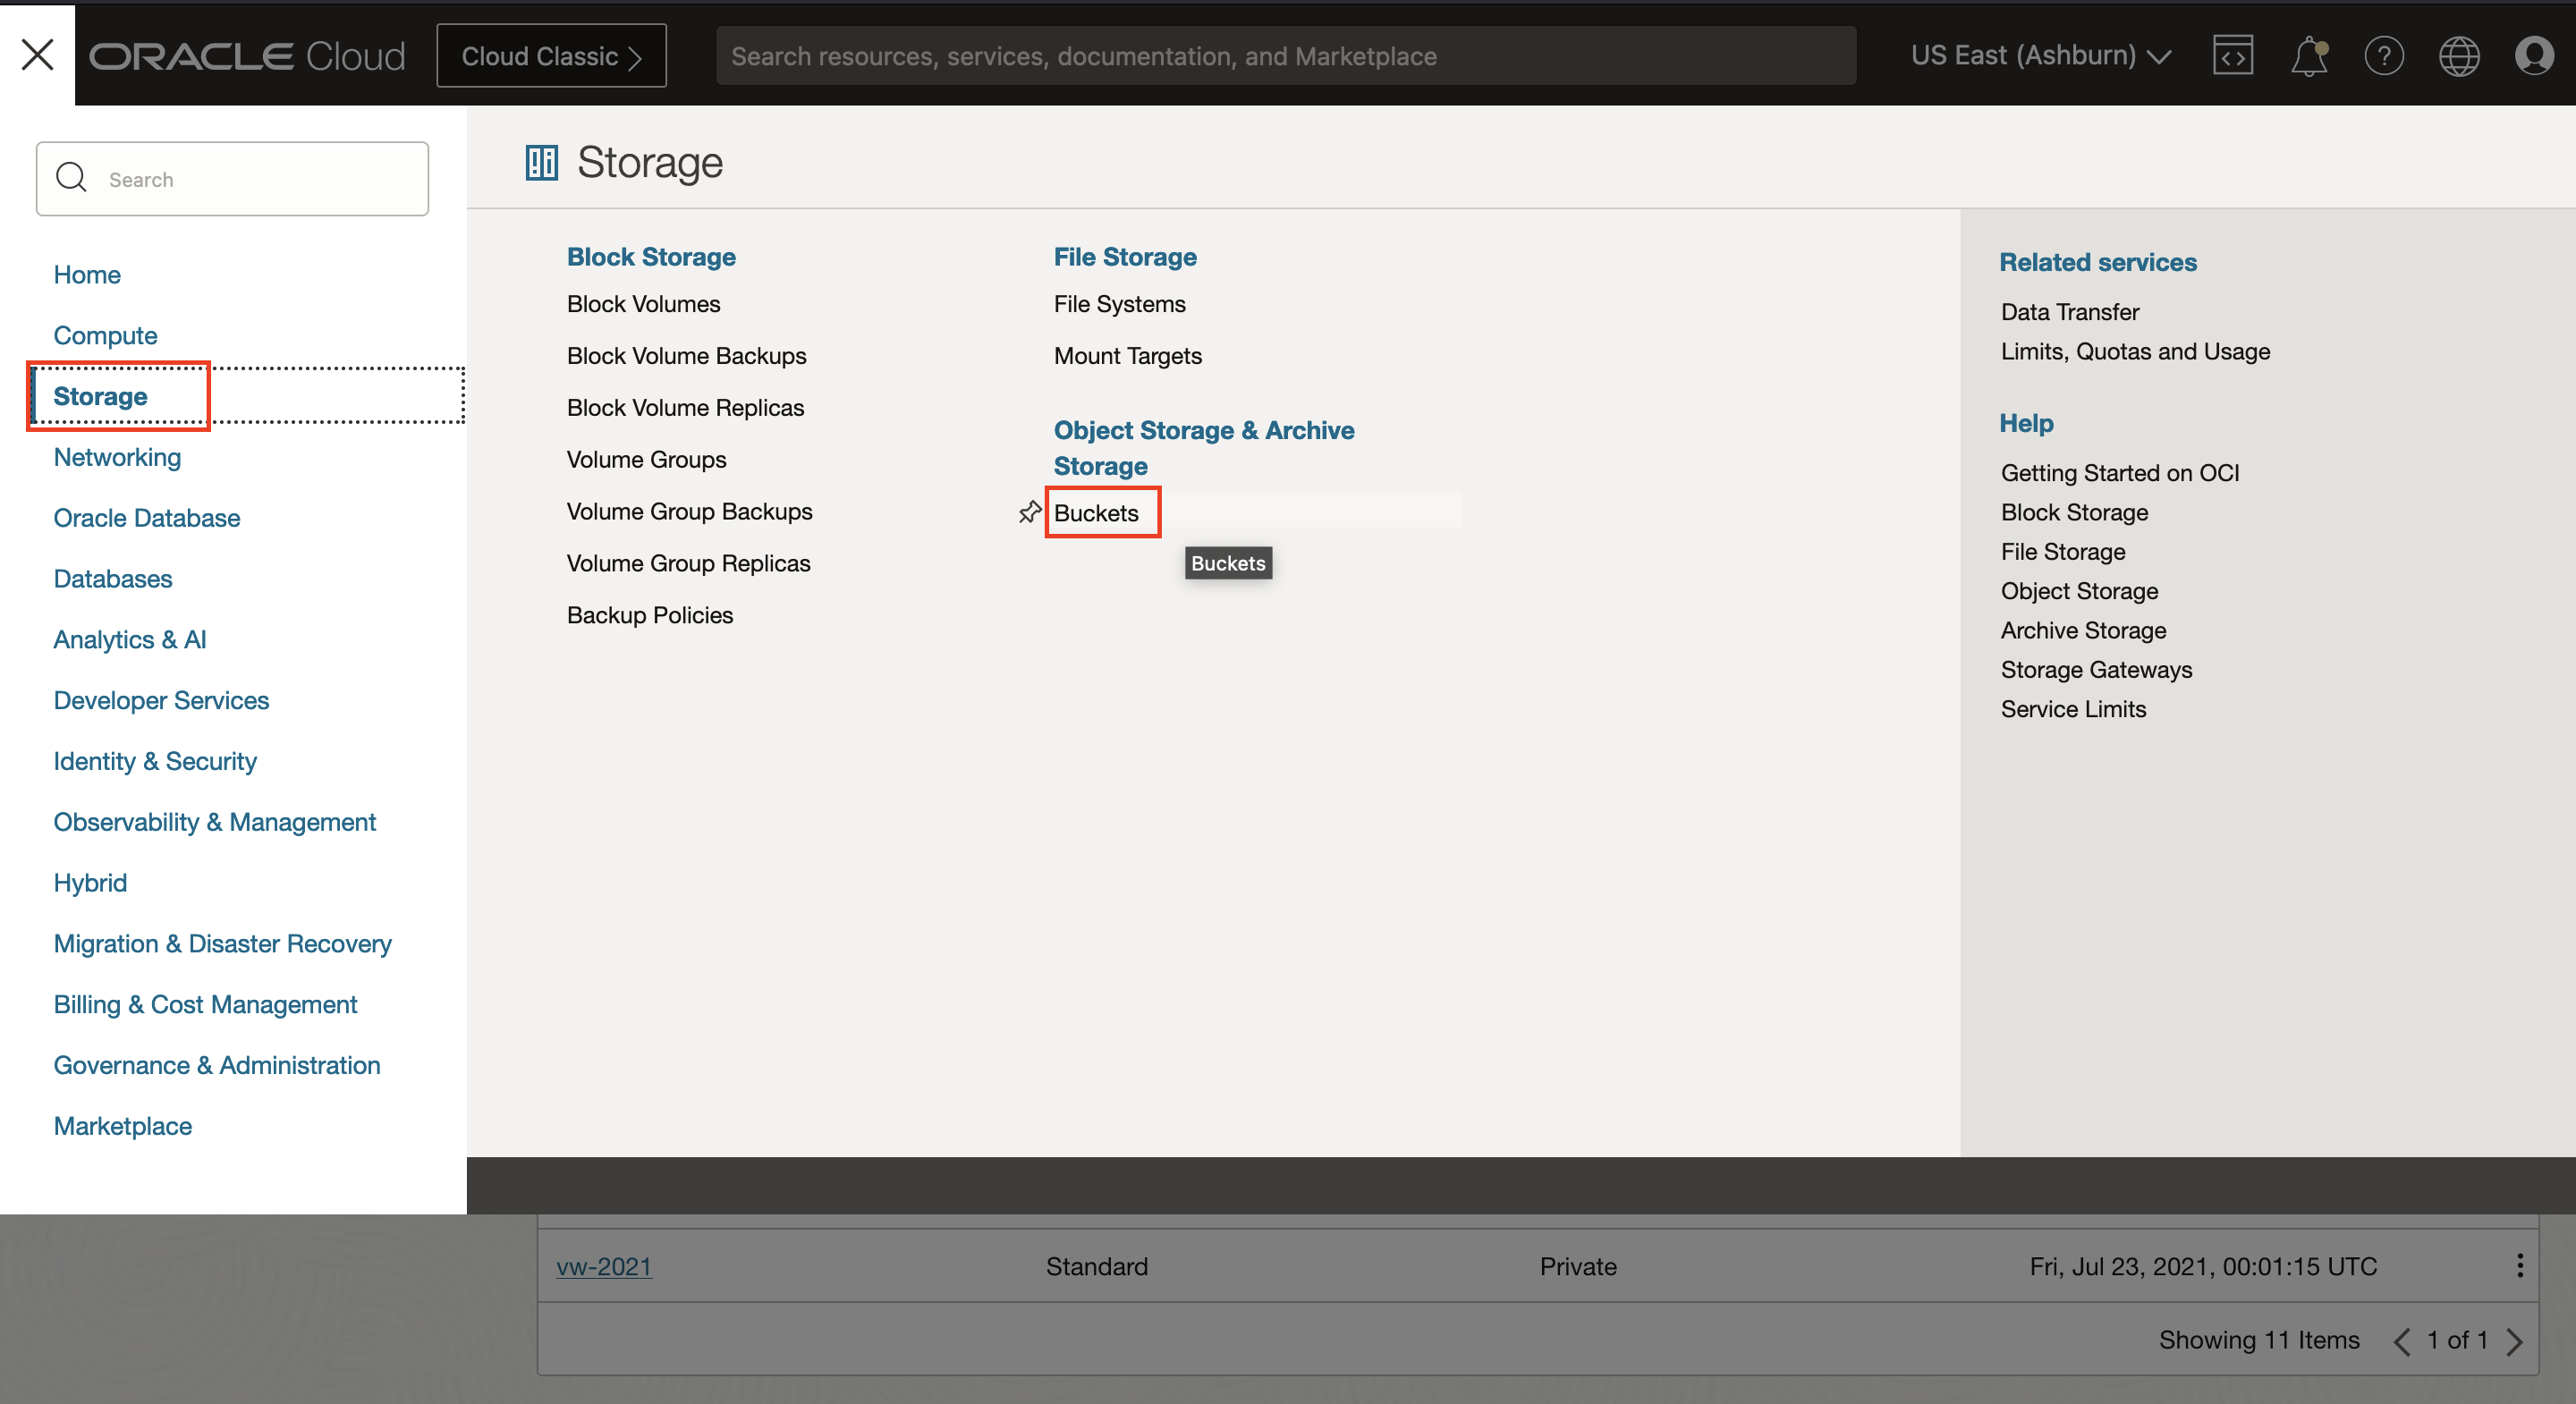 ORACLE Cloud
Cloud Classic
Search resources, services, documentation, and Marketplace
US East (Ashburn)
Search
Home
Compute
Storage
Networking
Oracle Database
Databases
Analytics & AI
Developer Services
Identity & Security
Observability & Management
Hybrid
Migration & Disaster Recovery
Billing & Cost Management
Governance & Administration
Marketplace
Storage
Block Storage
Block Volumes
Block Volume Backups
Block Volume Replicas
Volume Groups
Volume Group Backups
Volume Group Replicas
Backup Policies
File Storage
File Systems
Mount Targets
Object Storage & Archive
Storage
Buckets
Buckets
Related services
Data Transfer
Limits, Quotas and Usage
Help
Getting Started on OCI
Block Storage
File Storage
Object Storage
Archive Storage
Storage Gateways
Service Limits
vw-2021 Standard Private Fri, Jul 23, 2021, 00:01:15 UTC
Showing 11 Items < 1 of 1 >